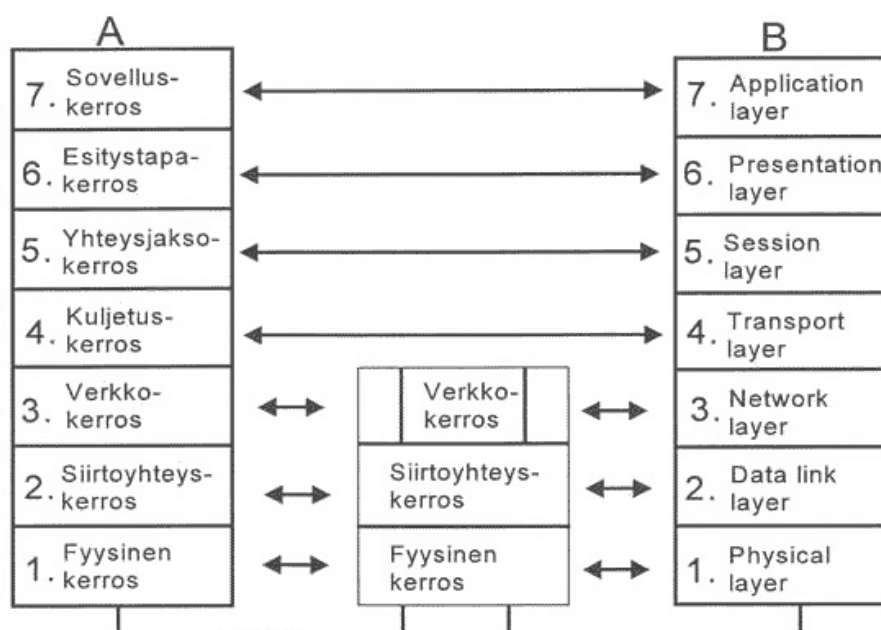 A
7. Sovellus-
kerros
6. Esitystapa-
kerros
5. Yhteysjakso-
kerros
4. Kuljetus-
kerros
3. Verkko-
kerros
2. Siirtoyhteys-
kerros
1. Fyysinen
kerros
Verkko-
kerros
Siirtoyhteys-
kerros
Fyysinen
kerros
B
7. Application
layer
6. Presentation
layer
5. Session
layer
4. Transport
layer
3. Network
layer
2. Data link
layer
1. Physical
layer